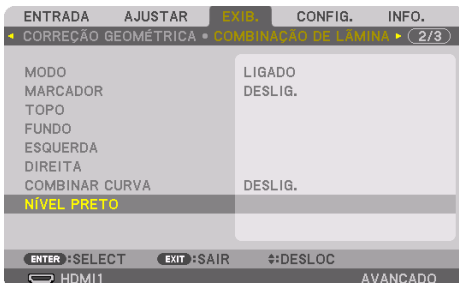 ENTRADA AJUSTAR EXIB. CONFIG. INFO.
CORREÇÃO GEOMÉTRICA • COMBINAÇÃO DE LÂMINA 2/3
MODO LIGADO
MARCADOR DESLIG.
TOPO
FUNDO
ESQUERDA
DIREITA
COMBINAR CURVA DESLIG.
NÍVEL PRETO
ENTER :SELECT EXIT :SAIR :DESLOC
HDMI1 AVANCADO